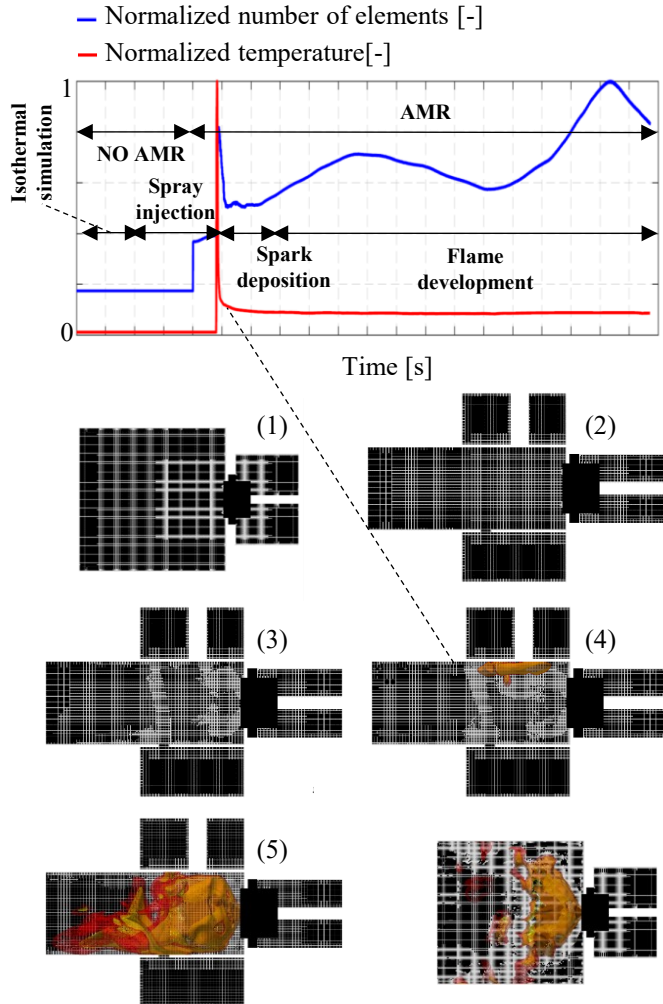 Normalized number of elements [-]
Normalized temperature[-]
1
0
Isothermal
simulation
NO AMR
AMR
Spray
injection
Spark
deposition
Flame
development
Time [s]
(1)
(2)
(3)
(4)
(5)